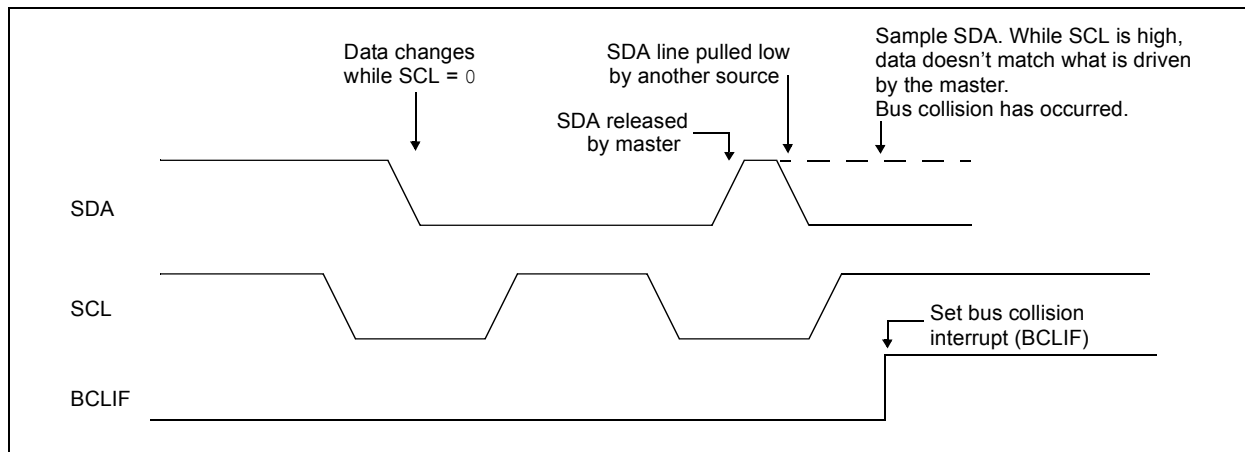 Data changes
while SCL = 0
SDA line pulled low
by another source
Sample SDA. While SCL is high,
data doesn’t match what is driven
by the master.
Bus collision has occurred.
SDA released
by master
SDA
SCL
Set bus collision
interrupt (BCLIF)
BCLIF